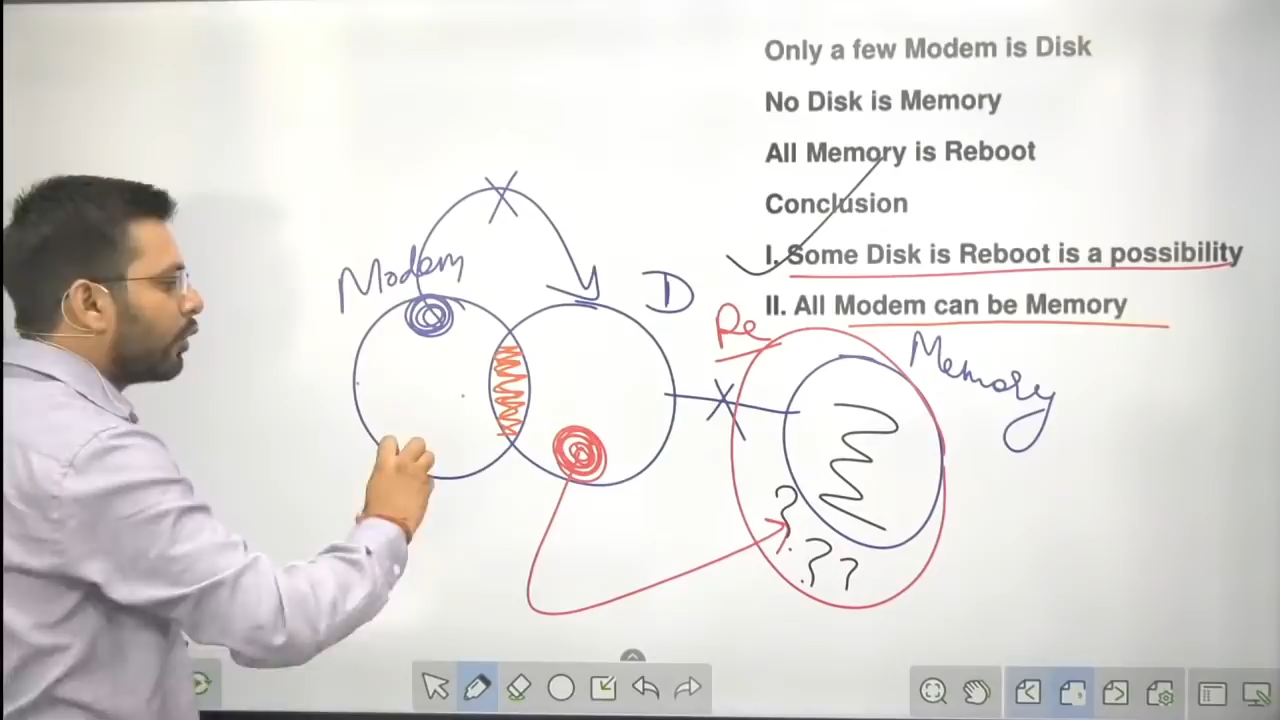 Only a few Modem is Disk
No Disk is Memory
All Memory is Reboot
Conclusion
I. Some Disk is Reboot is a possibility
II. All Modem can be Memory
Modem
D
Re
Memory
? ? ?